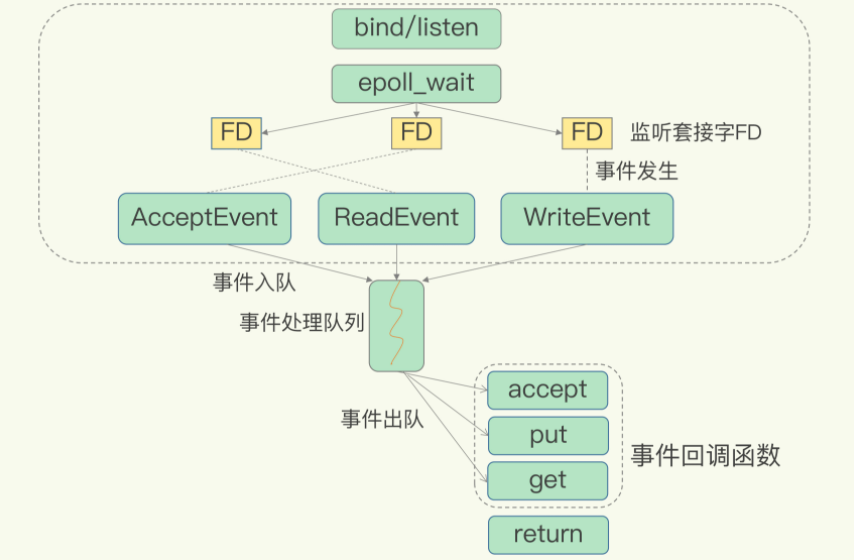 bind/listen
epoll_wait
FD
FD
FD
监听套接字FD
事件发生
AcceptEvent
ReadEvent
WriteEvent
事件入队
事件处理队列
事件出队
accept
put
get
事件回调函数
return